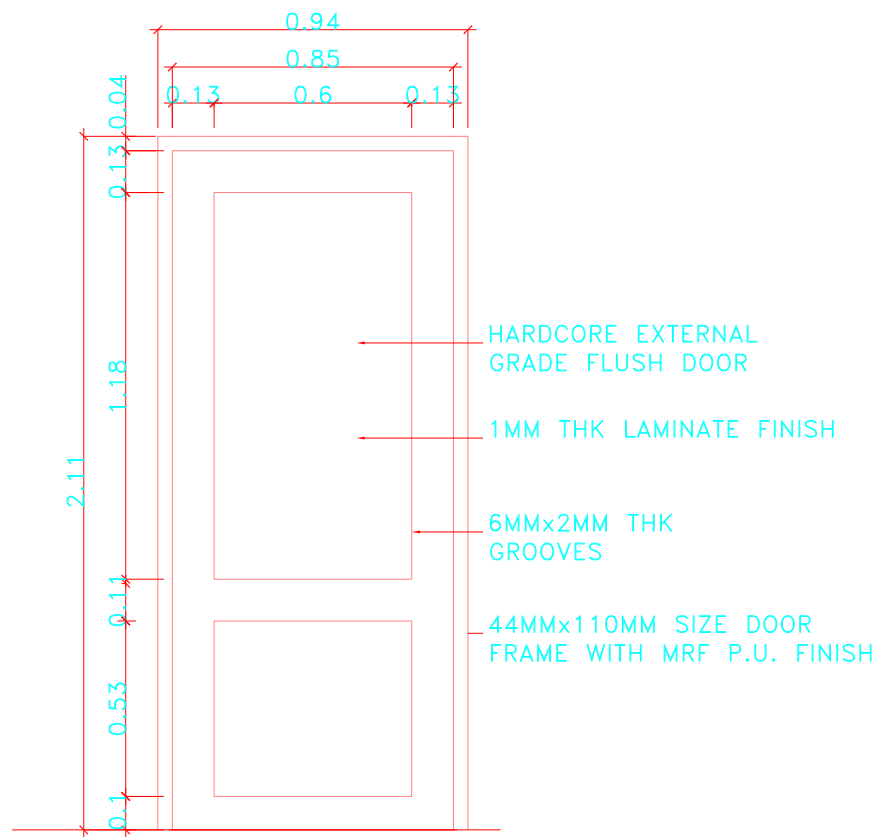 0.94
0.85
0.13 0.6 0.13
0.04
0.13
1.18
2.11
0.11
0.53
0.1
HARDCORE EXTERNAL
GRADE FLUSH DOOR
1MM THK LAMINATE FINISH
6MMx2MM THK
GROOVES
44MMx110MM SIZE DOOR
FRAME WITH MRF P.U. FINISH